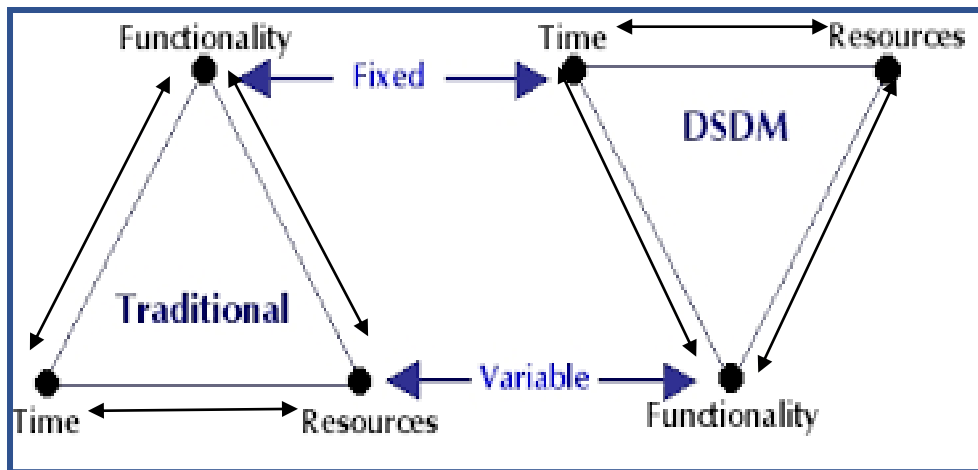 Functionality
Time
Resources
Fixed
DSDM
Traditional
Variable
Time
Resources
Functionality